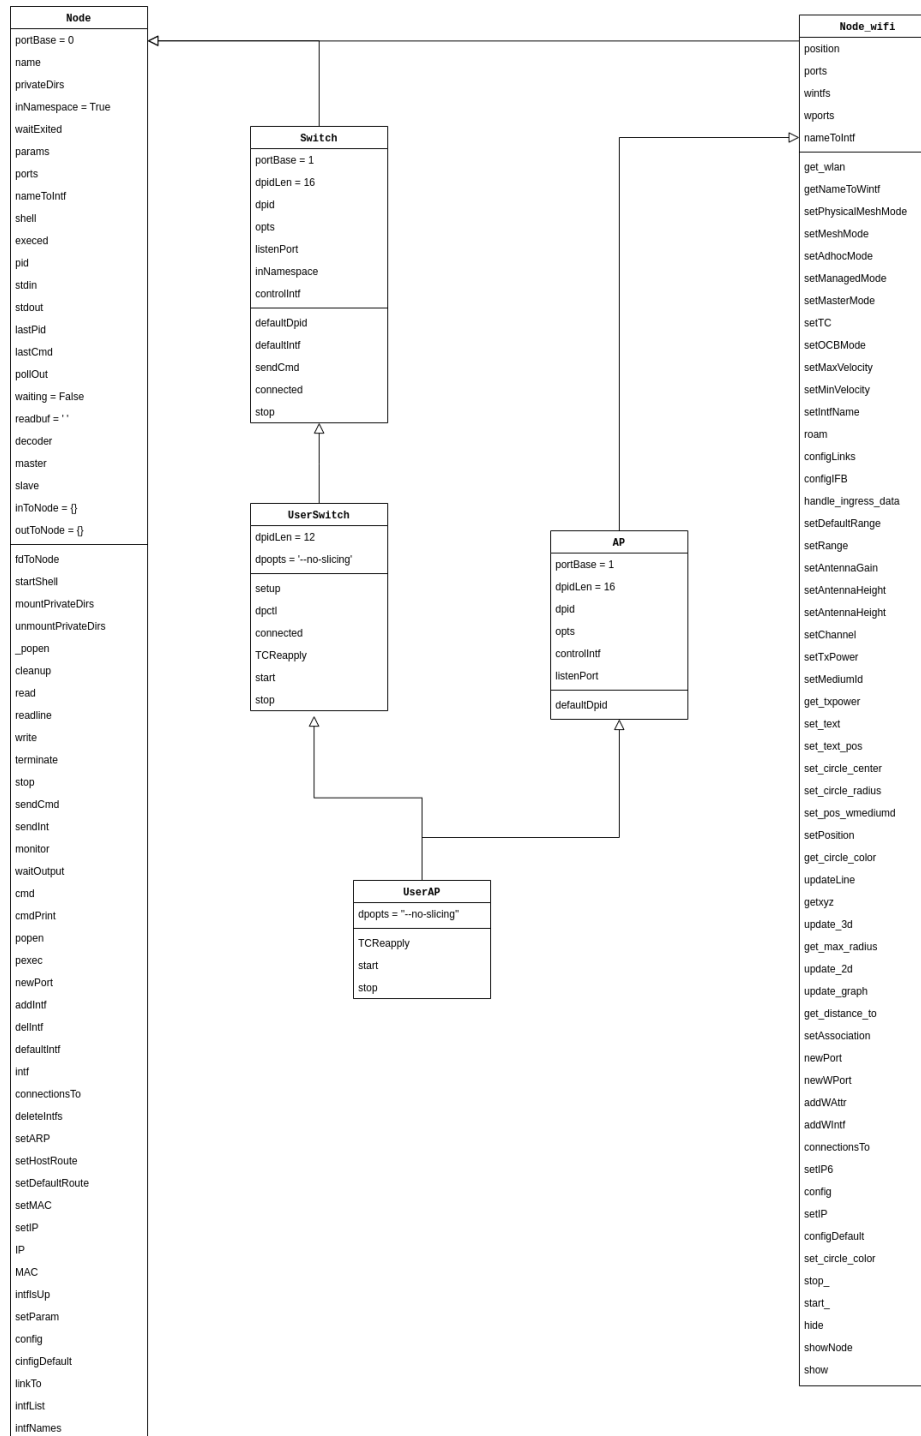 Node
portBase = 0
name
privateDirs
inNamespace = True
waitExited
params
ports
nameToIntf
shell
execed
pid
stdin
stdout
lastPid
lastCmd
pollOut
waiting = False
readbuf = ' '
decoder
master
slave
inToNode = {}
outToNode = {}
fdToNode
startShell
mountPrivateDirs
unmountPrivateDirs
_popen
cleanup
read
readline
write
terminate
stop
sendCmd
sendInt
monitor
waitOutput
cmd
cmdPrint
popen
pexec
newPort
addIntf
delIntf
defaultIntf
intf
connectionsTo
deleteIntfs
setARP
setHostRoute
setDefaultRoute
setMAC
setIP
IP
MAC
intfIsUp
setParam
config
cinfigDefault
linkTo
intfList
intfNames
Switch
portBase = 1
dpidLen = 16
dpid
opts
listenPort
inNamespace
controlIntf
defaultDpid
defaultIntf
sendCmd
connected
stop
UserSwitch
dpidLen = 12
dpopts = '--no-slicing'
setup
dpctl
connected
TCReapply
start
stop
UserAP
dpopts = "--no-slicing"
TCReapply
start
stop
AP
portBase = 1
dpidLen = 16
dpid
opts
controlIntf
listenPort
defaultDpid
Node_wifi
position
ports
wintfs
wports
nameToIntf
get_wlan
getNameToWintf
setPhysicalMeshMode
setMeshMode
setAdhocMode
setManagedMode
setMasterMode
setTC
setOCBMode
setMaxVelocity
setMinVelocity
setIntfName
roam
configLinks
configIFB
handle_ingress_data
setDefaultRange
setRange
setAntennaGain
setAntennaHeight
setAntennaHeight
setChannel
setTxPower
setMediumId
get_txpower
set_text
set_text_pos
set_circle_center
set_circle_radius
set_pos_wmediumd
setPosition
get_circle_color
updateLine
getxyz
update_3d
get_max_radius
update_2d
update_graph
get_distance_to
setAssociation
newPort
newWPort
addWAttr
addWIntf
connectionsTo
setIP6
config
setIP
configDefault
set_circle_color
stop_
start_
hide
showNode
show